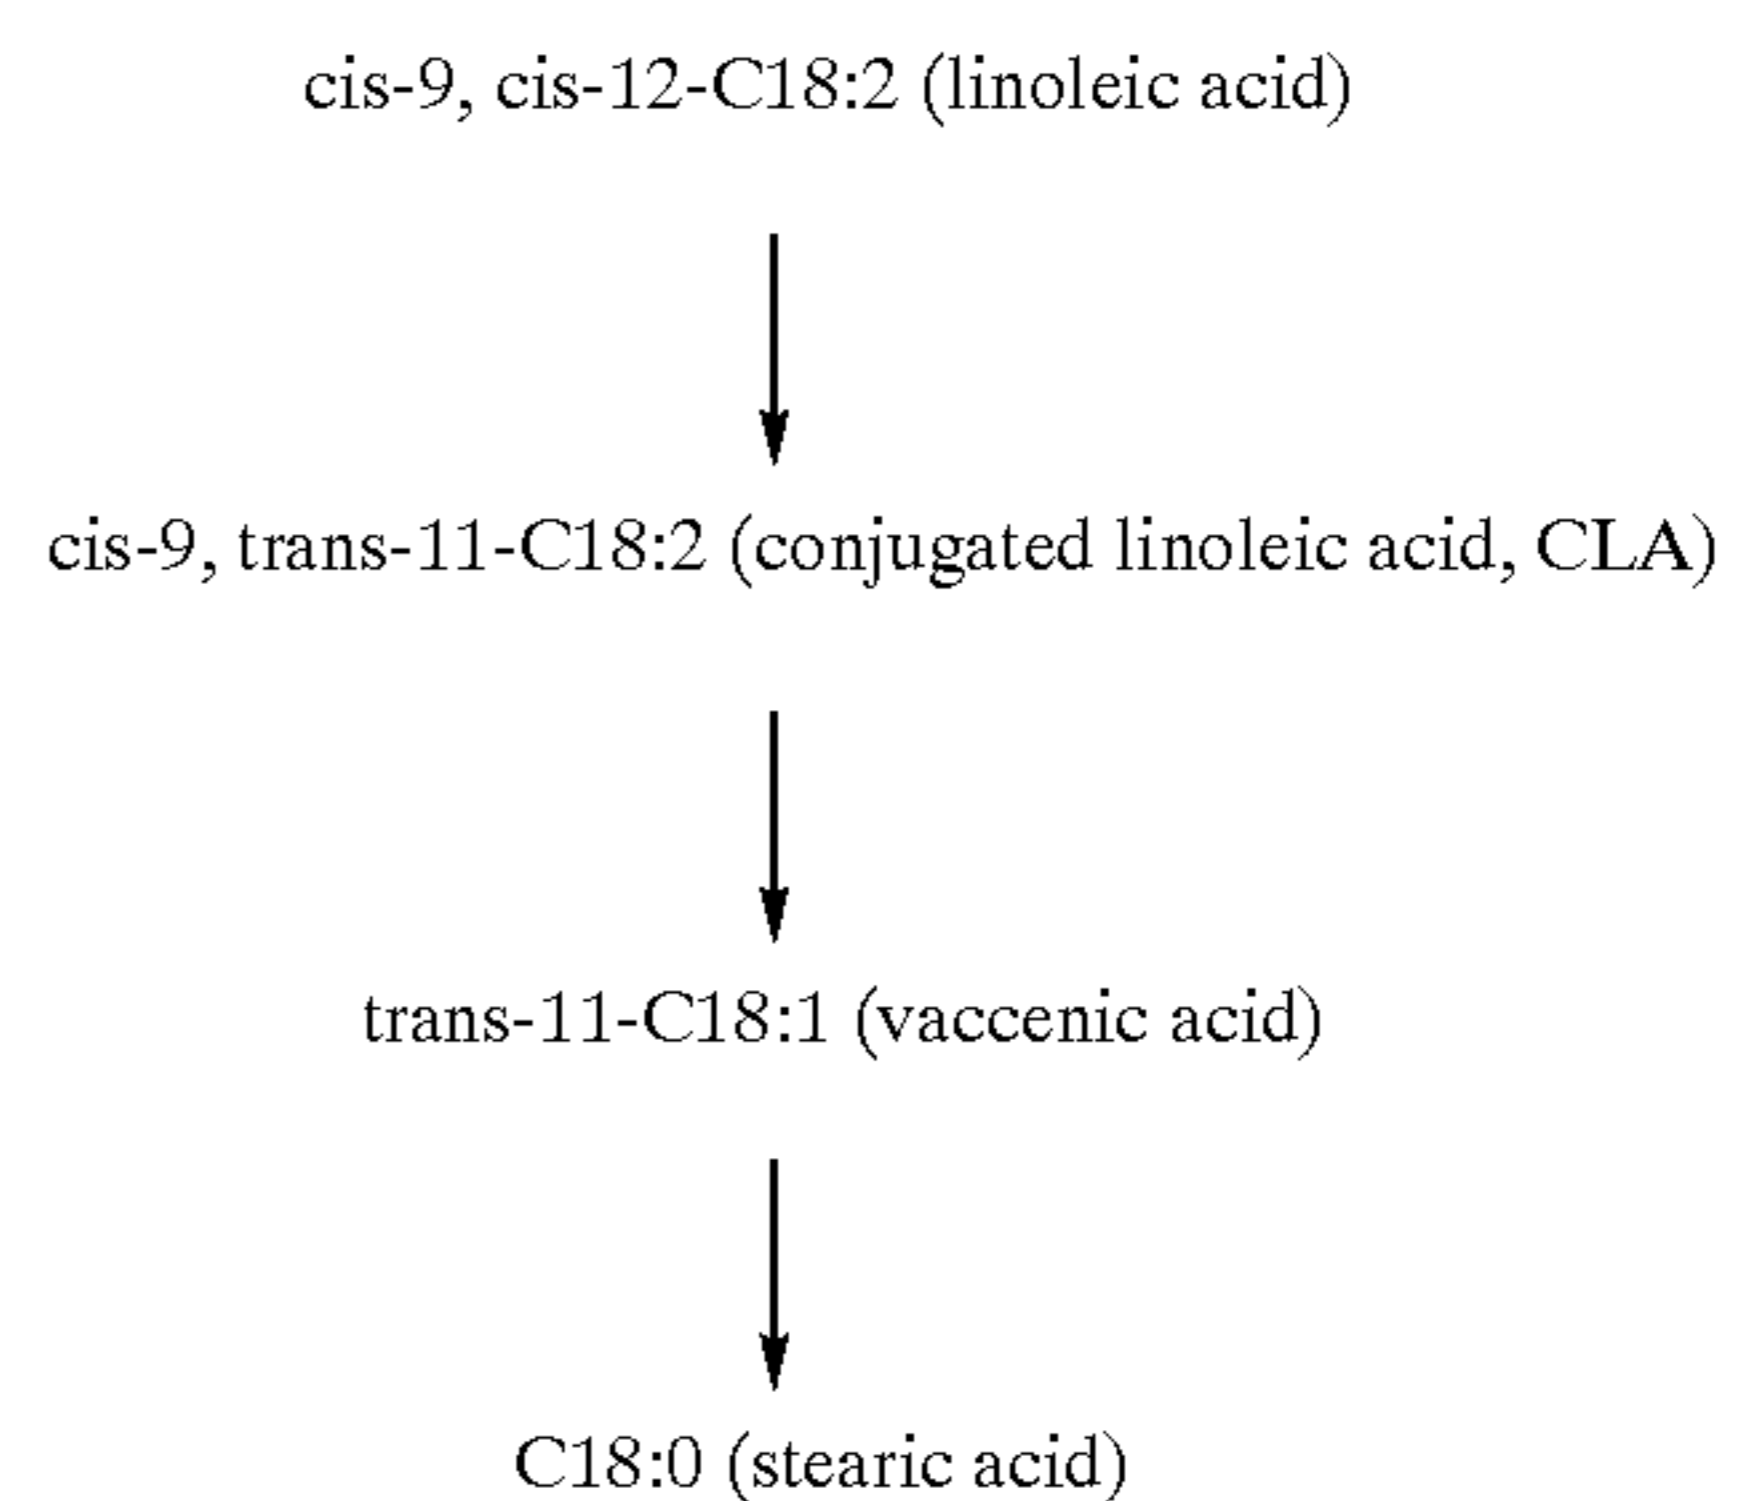 cis-9, cis-12-C18:2 (linoleic acid)
cis-9, trans-11-C18:2 (conjugated linoleic acid, CLA)
trans-11-C18:1 (vaccenic acid)
C18:0 (stearic acid)